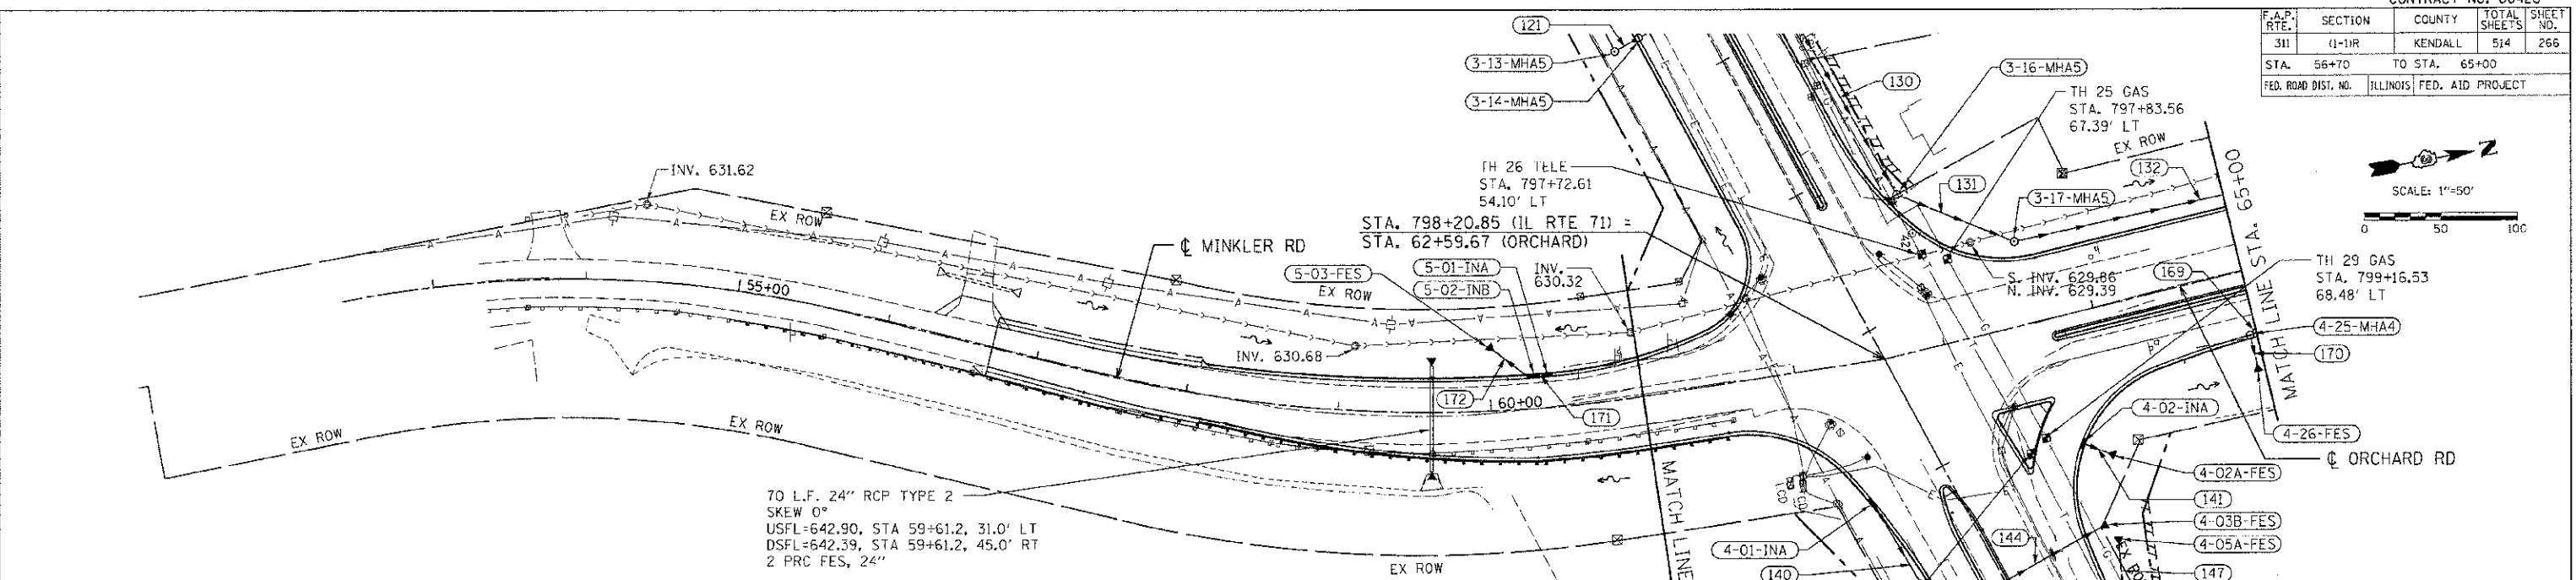 F.A.P. RTE. SECTION COUNTY TOTAL SHEETS SHEET NO.
311 (1-1)R KENDALL 514 266
STA. 56+70 TO STA. 65+00
FED. ROAD DIST. NO. ILLINOIS FED. AID PROJECT
121
3-13-MHA5
3-14-MHA5
130
3-16-MHA5
TH 25 GAS
STA. 797+83.56
67.39' LT
EX ROW
132
131
3-17-MHA5
SCALE: 1"=50'
0 50 100
MATCH LINE STA. 65+00
INV. 631.62
EX ROW
TH 26 TELE
STA. 797+72.61
54.10' LT
STA. 798+20.85 (IL RTE 71) =
STA. 62+59.67 (ORCHARD)
℄ MINKLER RD
5-03-FES
EX ROW
5-01-INA
5-02-INB
INV.
630.32
S. INV. 629.86
N. INV. 629.39
169
TH 29 GAS
STA. 799+16.53
68.48' LT
4-25-MHA4
170
155+00
INV. 630.68
172
160+00
171
4-02-INA
4-26-FES
℄ ORCHARD RD
EX ROW
EX ROW
MATCH LINE
4-02A-FES
141
4-03B-FES
4-05A-FES
147
144
LCD
LCD
4-01-INA
140
70 L.F. 24" RCP TYPE 2
SKEW 0°
USFL=642.90, STA 59+61.2, 31.0' LT
DSFL=642.39, STA 59+61.2, 45.0' RT
2 PRC FES, 24"
EX ROW